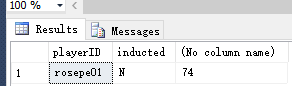 100 %
Results Messages
playerID inducted (No column name)
1 rosepe01 N 74